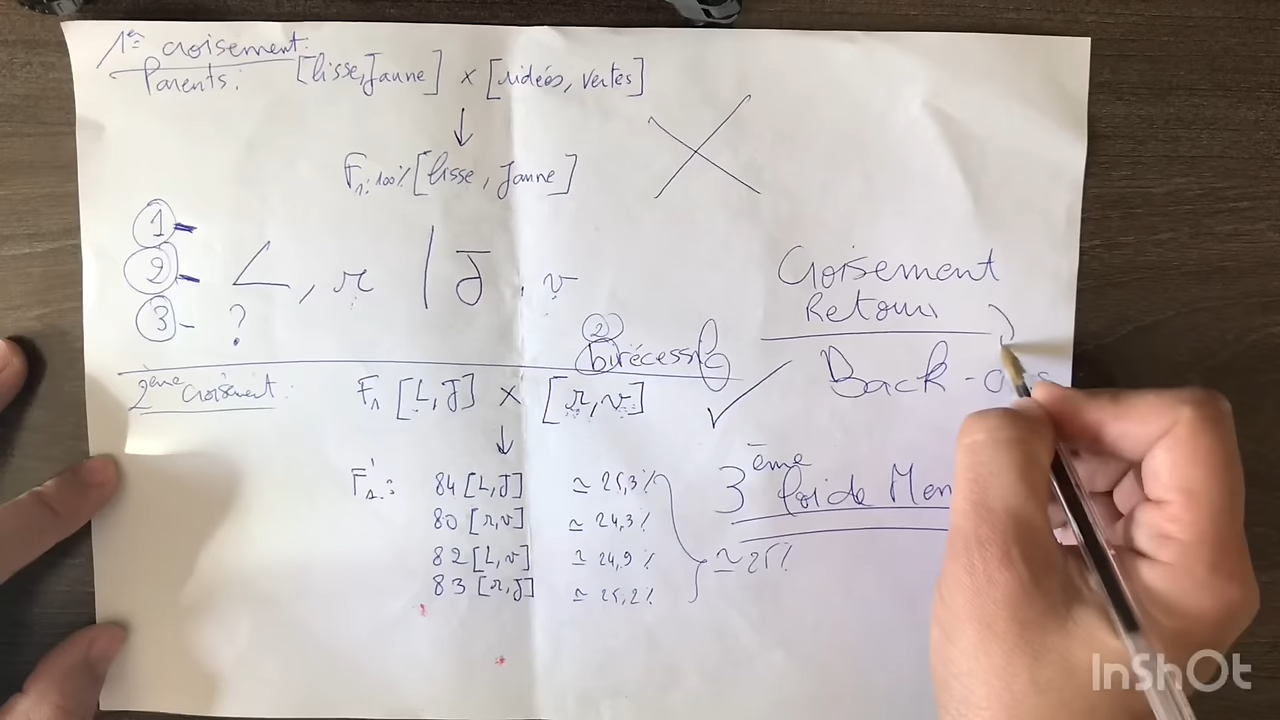 1er croisement:
Parents: [lisse, Jaune] × [ridées, vertes]
↓
F1: 100% [lisse, Jaune]
1-
2- L, r | J, v
3- ?
Croisement
Retour
2
birécessif
Back-
2ème Croisement: F1 [L,J] × [r,v]
↓
F'2: 84 [L,J] ≃ 25,3%
80 [r,v] ≃ 24,3%
82 [L,v] ≃ 24,9%
83 [r,J] ≃ 25,2%
≃ 25%
3ème
loi de Men
InShOt